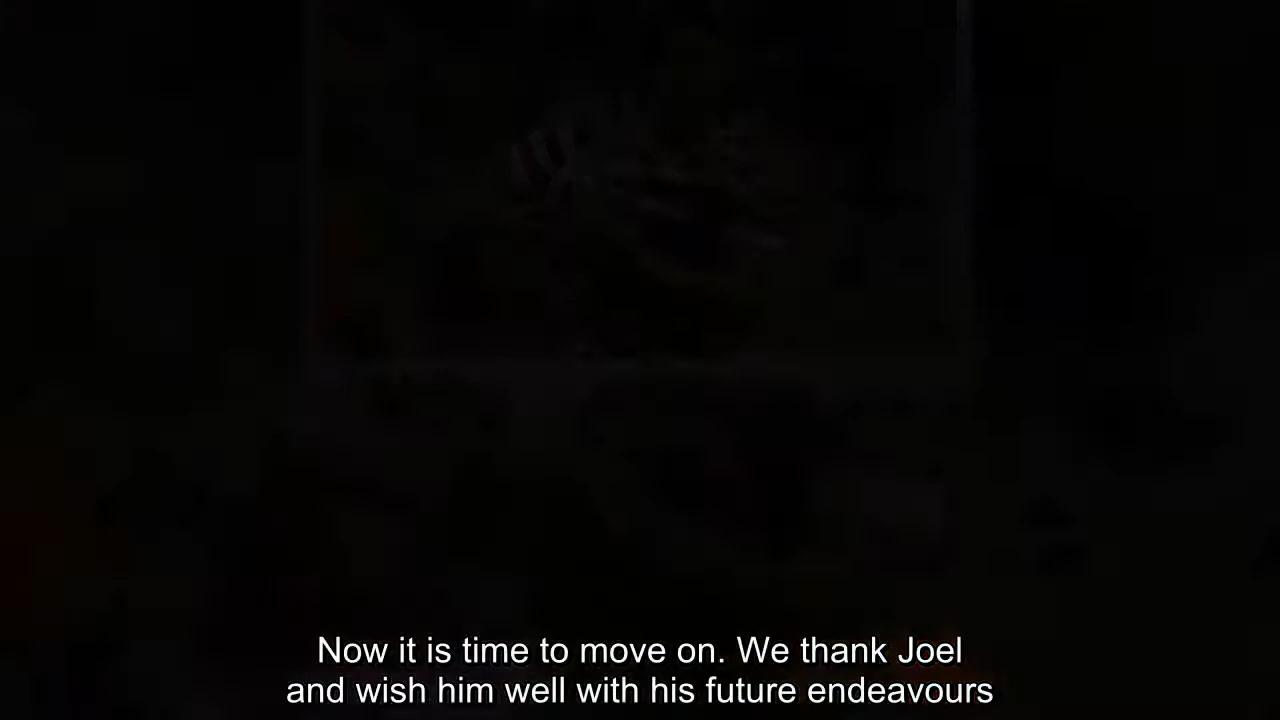 Now it is time to move on. We thank Joel
and wish him well with his future endeavours